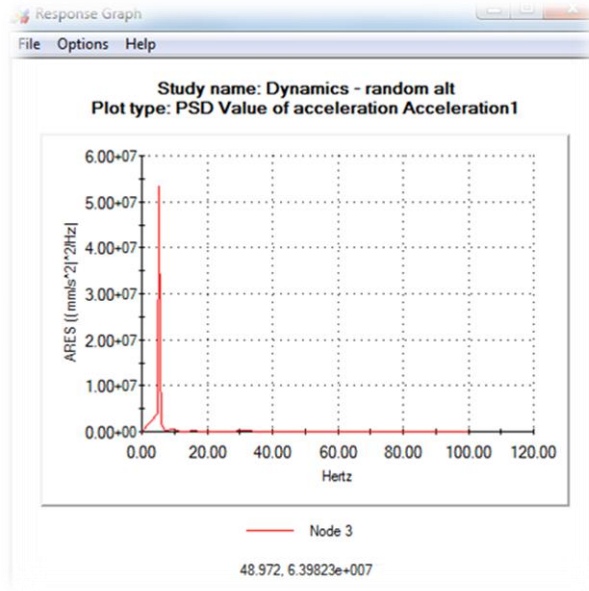 Response Graph
File Options Help
Study name: Dynamics - random alt
Plot type: PSD Value of acceleration Acceleration1
6.00+07
5.00+07
4.00+07
3.00+07
2.00+07
1.00+07
0.00+00
ARES ((mm/s^2)^2/Hz)
0.00 20.00 40.00 60.00 80.00 100.00 120.00
Hertz
Node 3
48.972, 6.39823e+007